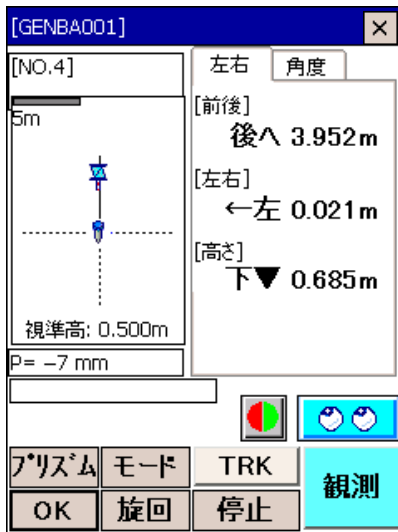 [GENBA001]
[NO.4]
5m
視準高: 0.500m
P= −7 mm
左右
角度
[前後]
後へ 3.952m
[左右]
←左 0.021m
[高さ]
下▼ 0.685m
プリズム
モード
TRK
観測
OK
旋回
停止